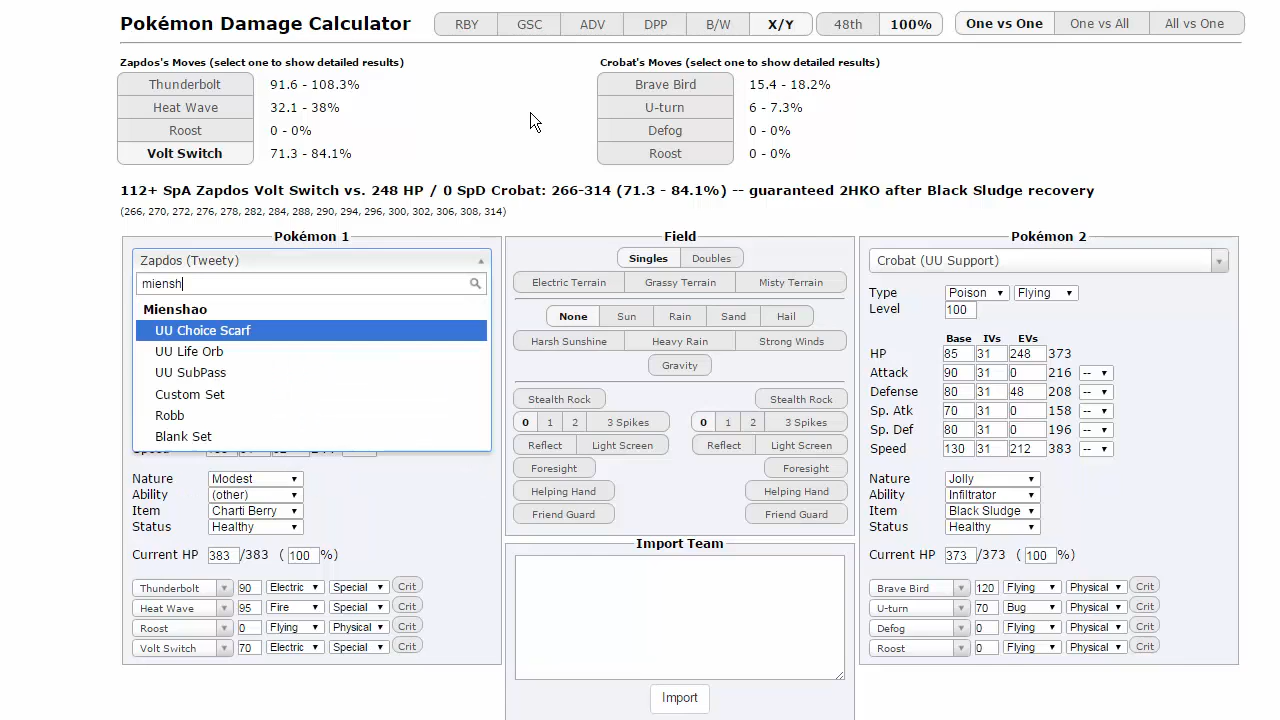 Pokémon Damage Calculator RBY GSC ADV DPP B/W X/Y 48th 100% One vs One One vs All All vs One
Zapdos's Moves (select one to show detailed results) Crobat's Moves (select one to show detailed results)
Thunderbolt 91.6 - 108.3% Brave Bird 15.4 - 18.2%
Heat Wave 32.1 - 38% U-turn 6 - 7.3%
Roost 0 - 0% Defog 0 - 0%
Volt Switch 71.3 - 84.1% Roost 0 - 0%
112+ SpA Zapdos Volt Switch vs. 248 HP / 0 SpD Crobat: 266-314 (71.3 - 84.1%) -- guaranteed 2HKO after Black Sludge recovery
(266, 270, 272, 276, 278, 282, 284, 288, 290, 294, 296, 300, 302, 306, 308, 314)
Pokémon 1
Zapdos (Tweety)
miensh
Mienshao
UU Choice Scarf
UU Life Orb
UU SubPass
Custom Set
Robb
Blank Set
Nature Modest
Ability (other)
Item Charti Berry
Status Healthy
Current HP 383/383 (100%)
Thunderbolt 90 Electric Special Crit
Heat Wave 95 Fire Special Crit
Roost 0 Flying Physical Crit
Volt Switch 70 Electric Special Crit
Field
Singles Doubles
Electric Terrain Grassy Terrain Misty Terrain
None Sun Rain Sand Hail
Harsh Sunshine Heavy Rain Strong Winds
Gravity
Stealth Rock Stealth Rock
0 1 2 3 Spikes 0 1 2 3 Spikes
Reflect Light Screen Reflect Light Screen
Foresight Foresight
Helping Hand Helping Hand
Friend Guard Friend Guard
Import Team
Import
Pokémon 2
Crobat (UU Support)
Type Poison Flying
Level 100
Base IVs EVs
HP 85 31 248 373
Attack 90 31 0 216 --
Defense 80 31 48 208 --
Sp. Atk 70 31 0 158 --
Sp. Def 80 31 0 196 --
Speed 130 31 212 383 --
Nature Jolly
Ability Infiltrator
Item Black Sludge
Status Healthy
Current HP 373/373 (100%)
Brave Bird 120 Flying Physical Crit
U-turn 70 Bug Physical Crit
Defog 0 Flying Physical Crit
Roost 0 Flying Physical Crit